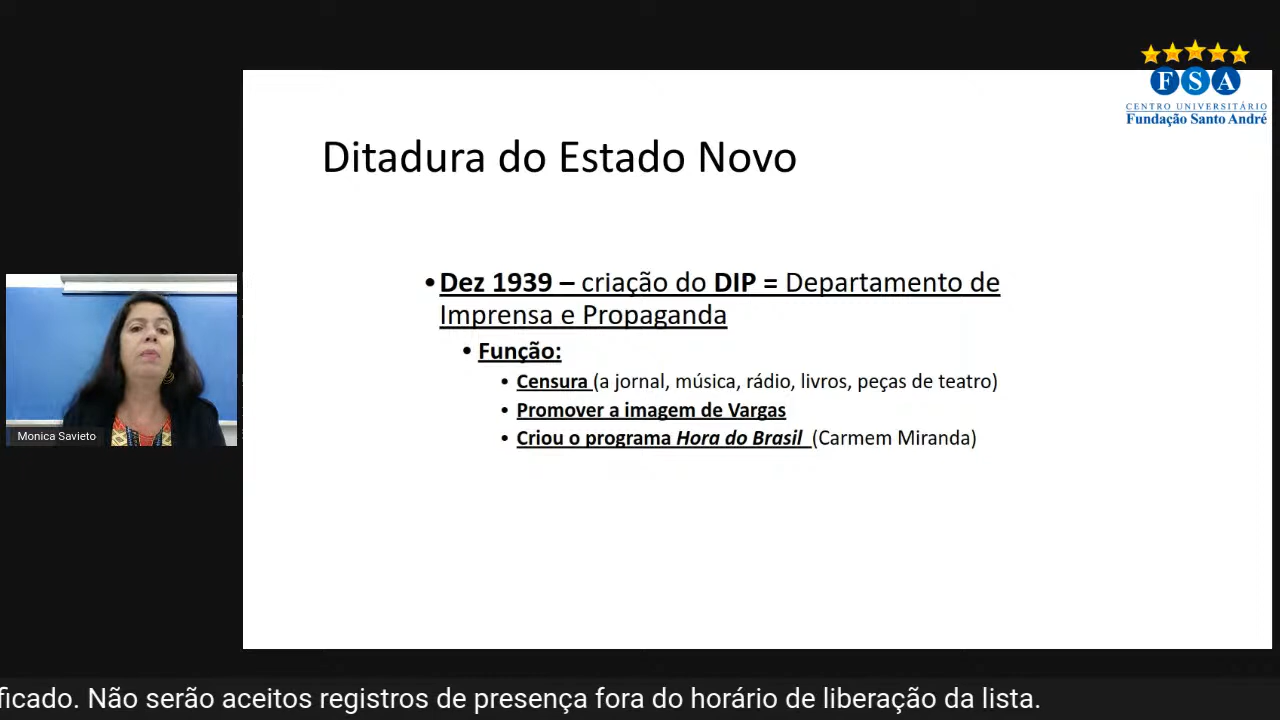 F S A
CENTRO UNIVERSITÁRIO
Fundação Santo André
Ditadura do Estado Novo
•Dez 1939 – criação do DIP = Departamento de
Imprensa e Propaganda
• Função:
• Censura (a jornal, música, rádio, livros, peças de teatro)
• Promover a imagem de Vargas
• Criou o programa Hora do Brasil (Carmem Miranda)
Monica Savieto
ficado. Não serão aceitos registros de presença fora do horário de liberação da lista.